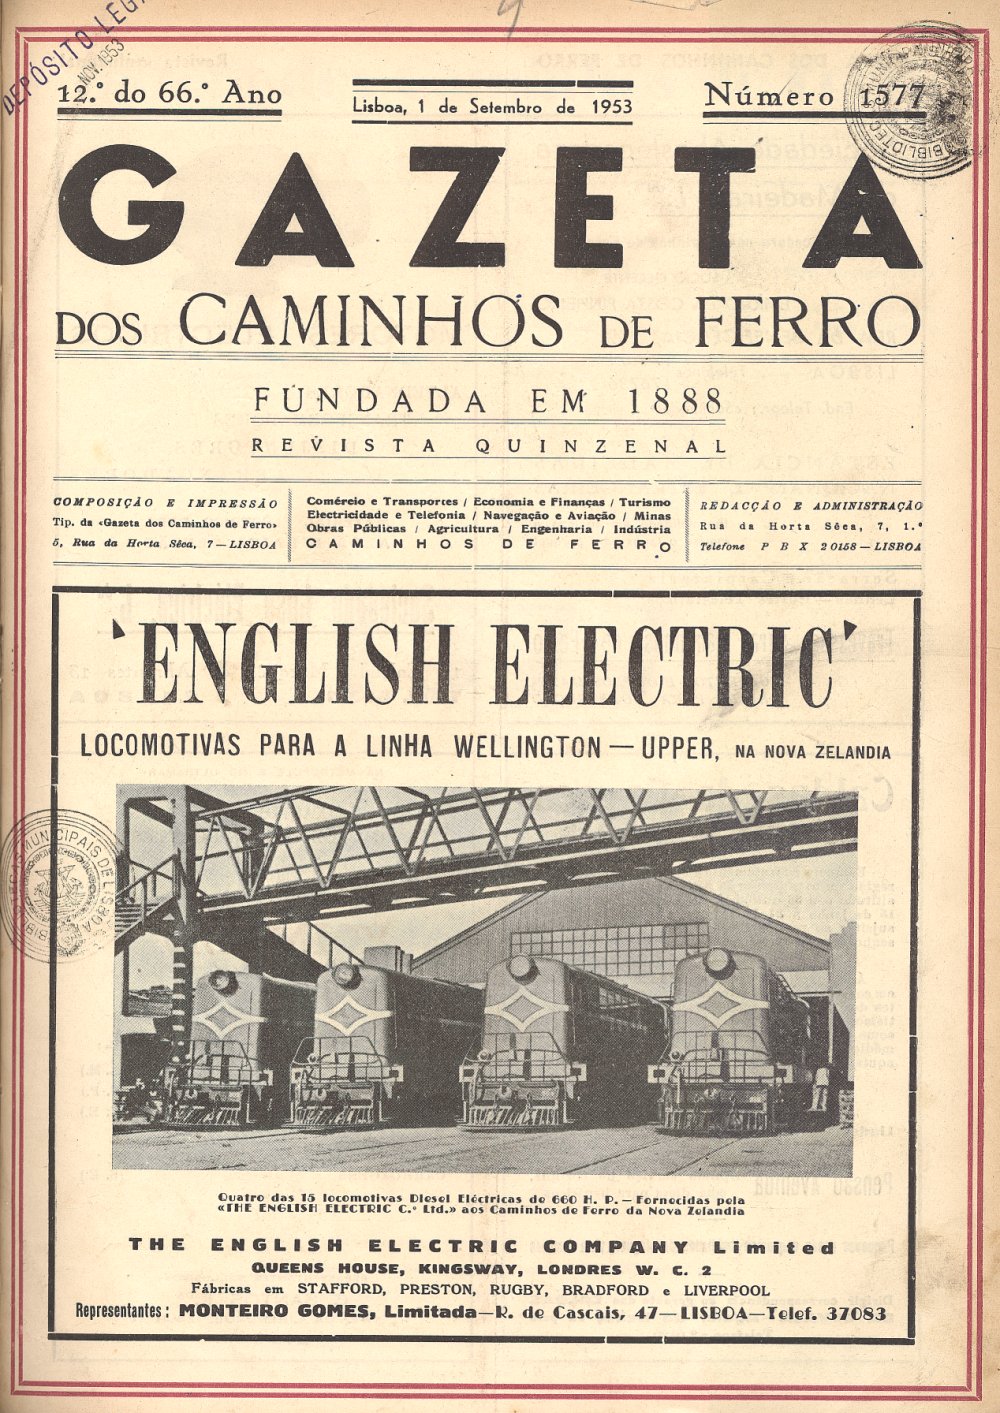 DEPÓSITO LEG
NOV. 1953
12.º do 66.º Ano
Lisboa, 1 de Setembro de 1953
Número 1577
GAZETA
DOS CAMINHOS DE FERRO
FUNDADA EM 1888
REVISTA QUINZENAL
COMPOSIÇÃO E IMPRESSÃO
Tip. da «Gazeta dos Caminhos de Ferro»
5, Rua da Horta Sêca, 7 — LISBOA
Comércio e Transportes / Economia e Finanças / Turismo
Electricidade e Telefonia / Navegação e Aviação / Minas
Obras Públicas / Agricultura / Engenharia / Indústria
CAMINHOS DE FERRO
REDACÇÃO E ADMINISTRAÇÃO
Rua da Horta Sêca, 7, 1.º
Telefone P B X 20158 — LISBOA
'ENGLISH ELECTRIC'
LOCOMOTIVAS PARA A LINHA WELLINGTON — UPPER, NA NOVA ZELANDIA
BIBLIOTECAS MUNICIPAIS DE LISBOA
Quatro das 15 locomotivas Diesel Eléctricas de 660 H. P. — Fornecidas pela
«THE ENGLISH ELECTRIC C.º Ltd.» aos Caminhos de Ferro da Nova Zelandia
THE ENGLISH ELECTRIC COMPANY Limited
QUEENS HOUSE, KINGSWAY, LONDRES W. C. 2
Fábricas em STAFFORD, PRESTON, RUGBY, BRADFORD e LIVERPOOL
Representantes: MONTEIRO GOMES, Limitada — R. de Cascais, 47 — LISBOA — Telef. 37083